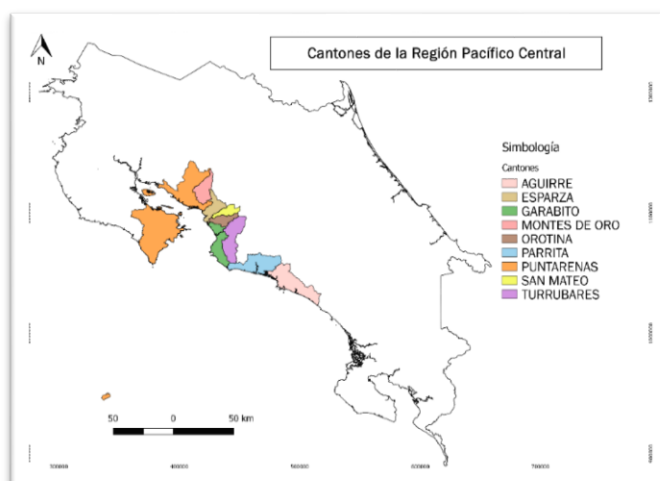 N
Cantones de la Región Pacífico Central
Simbología
Cantones
AGUIRRE
ESPARZA
GARABITO
MONTES DE ORO
OROTINA
PARRITA
PUNTARENAS
SAN MATEO
TURRUBARES
50 0 50 km